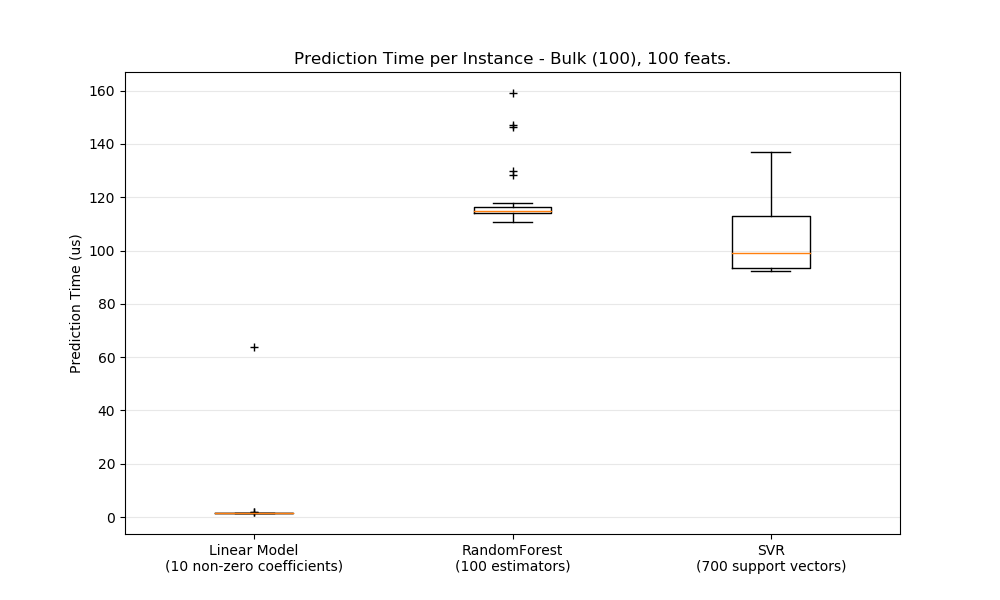 Prediction Time per Instance - Bulk (100), 100 feats.
160
140
120
100
80
60
40
20
0
Prediction Time (us)
Linear Model
(10 non-zero coefficients)
RandomForest
(100 estimators)
SVR
(700 support vectors)